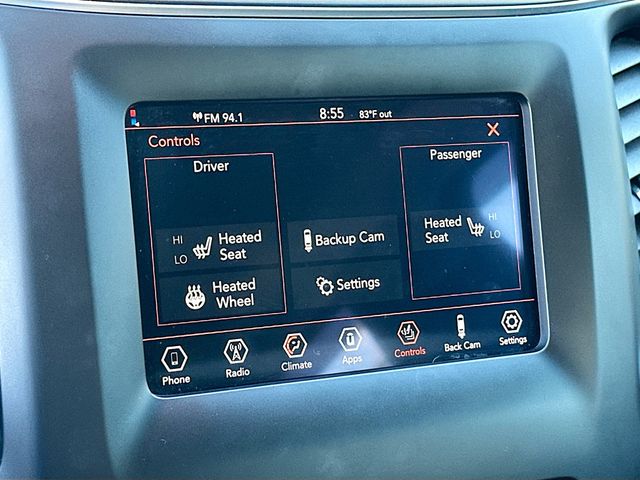 FM 94.1 8:55 83°F out
Controls X
Driver
Passenger
HI
LO
Heated
Seat
Heated
Wheel
Backup Cam
Settings
Heated
Seat
HI
LO
Phone Radio Climate Apps Controls Back Cam Settings